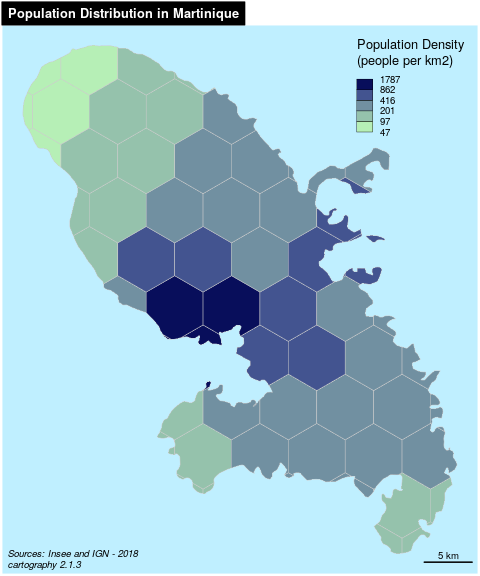 Population Distribution in Martinique
Population Density
(people per km2)
1787
862
416
201
97
47
Sources: Insee and IGN - 2018
cartography 2.1.3
5 km